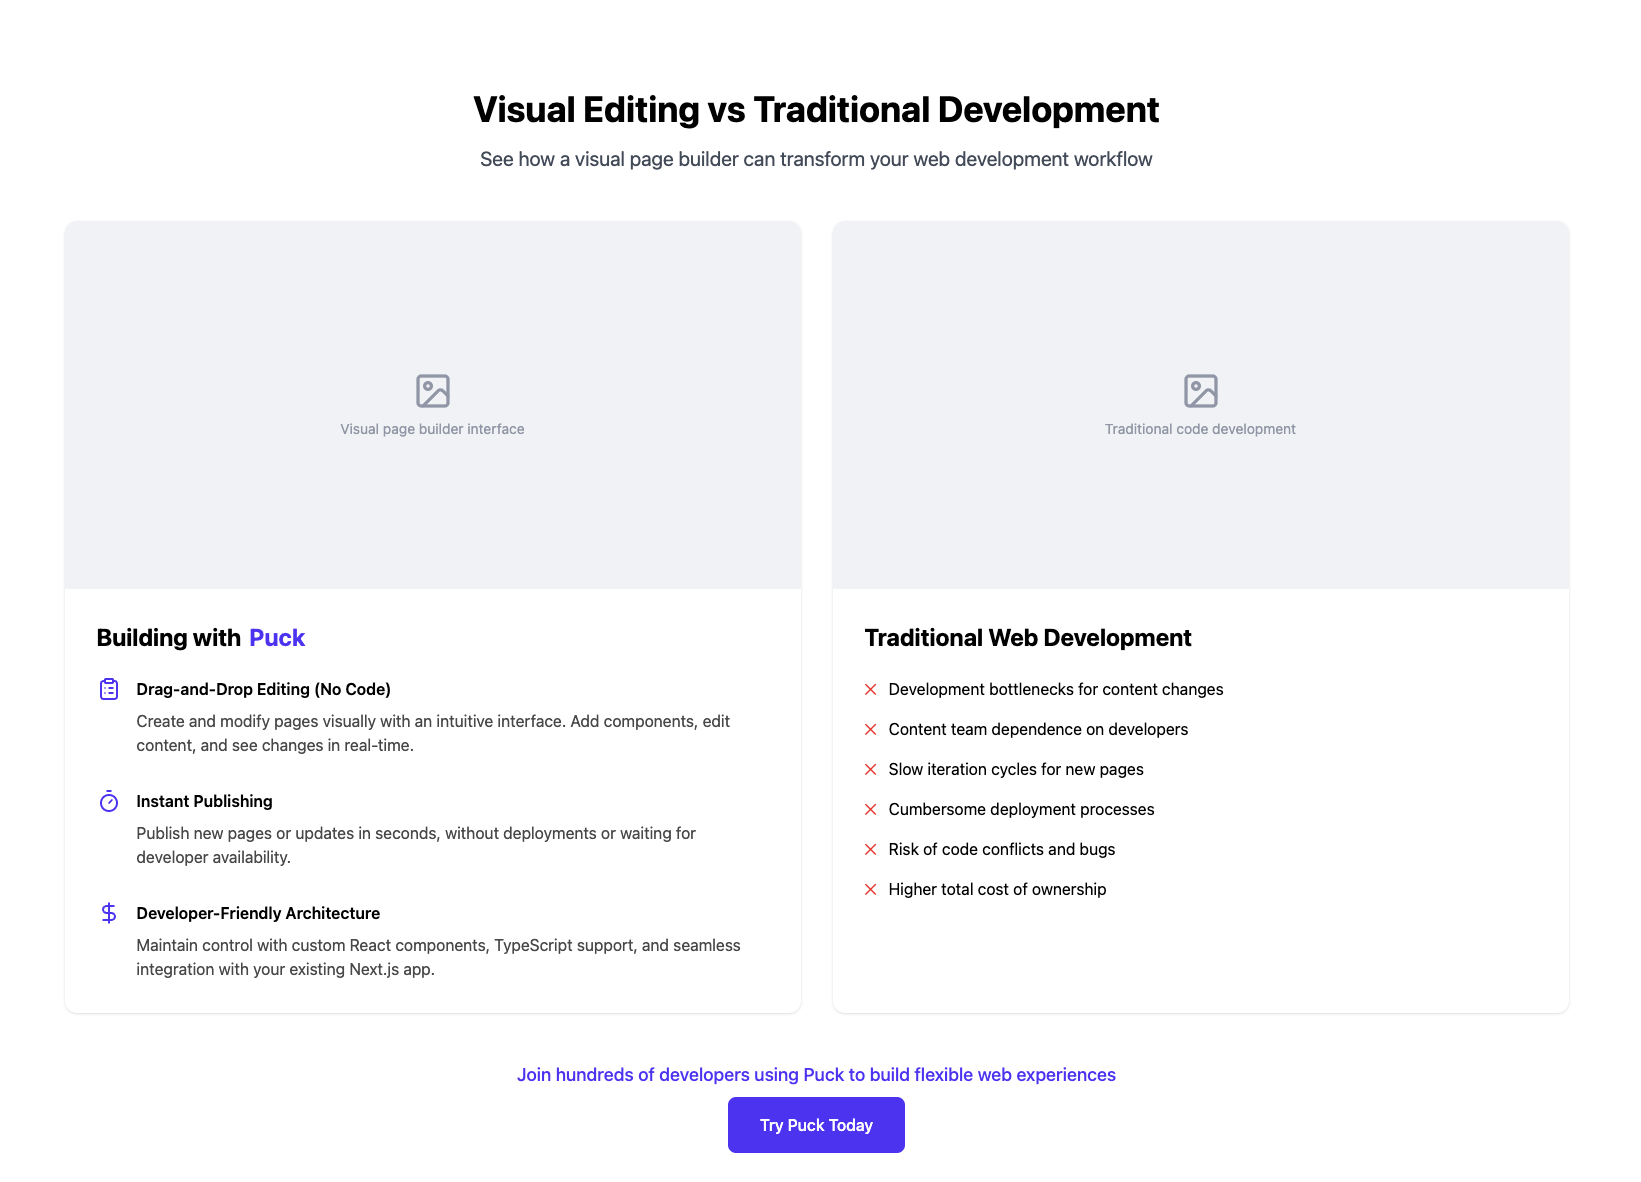 Visual Editing vs Traditional Development
See how a visual page builder can transform your web development workflow
Visual page builder interface
Building with Puck
Drag-and-Drop Editing (No Code)
Create and modify pages visually with an intuitive interface. Add components, edit
content, and see changes in real-time.
Instant Publishing
Publish new pages or updates in seconds, without deployments or waiting for
developer availability.
Developer-Friendly Architecture
Maintain control with custom React components, TypeScript support, and seamless
integration with your existing Next.js app.
Traditional code development
Traditional Web Development
Development bottlenecks for content changes
Content team dependence on developers
Slow iteration cycles for new pages
Cumbersome deployment processes
Risk of code conflicts and bugs
Higher total cost of ownership
Join hundreds of developers using Puck to build flexible web experiences
Try Puck Today